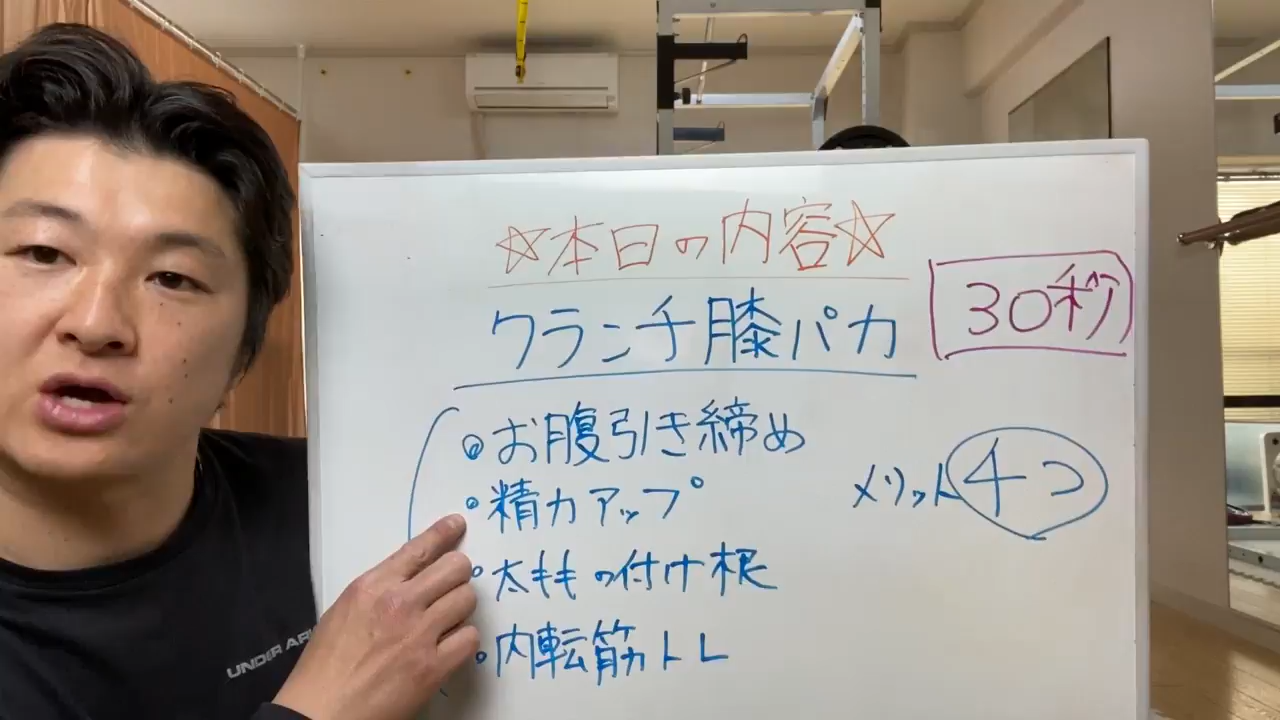 ☆本日の内容☆
クランチ膝パカ
30秒
・お腹引き締め
・精力アップ
・太ももの付け根
・内転筋トレ
メリット4つ
UNDER AR